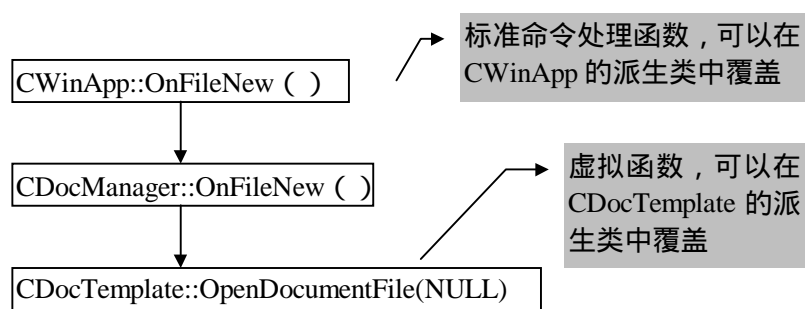 标准命令处理函数，可以在
CWinApp 的派生类中覆盖
CWinApp::OnFileNew（ ）
CDocManager::OnFileNew（ ）
虚拟函数，可以在
CDocTemplate 的派
生类中覆盖
CDocTemplate::OpenDocumentFile(NULL)